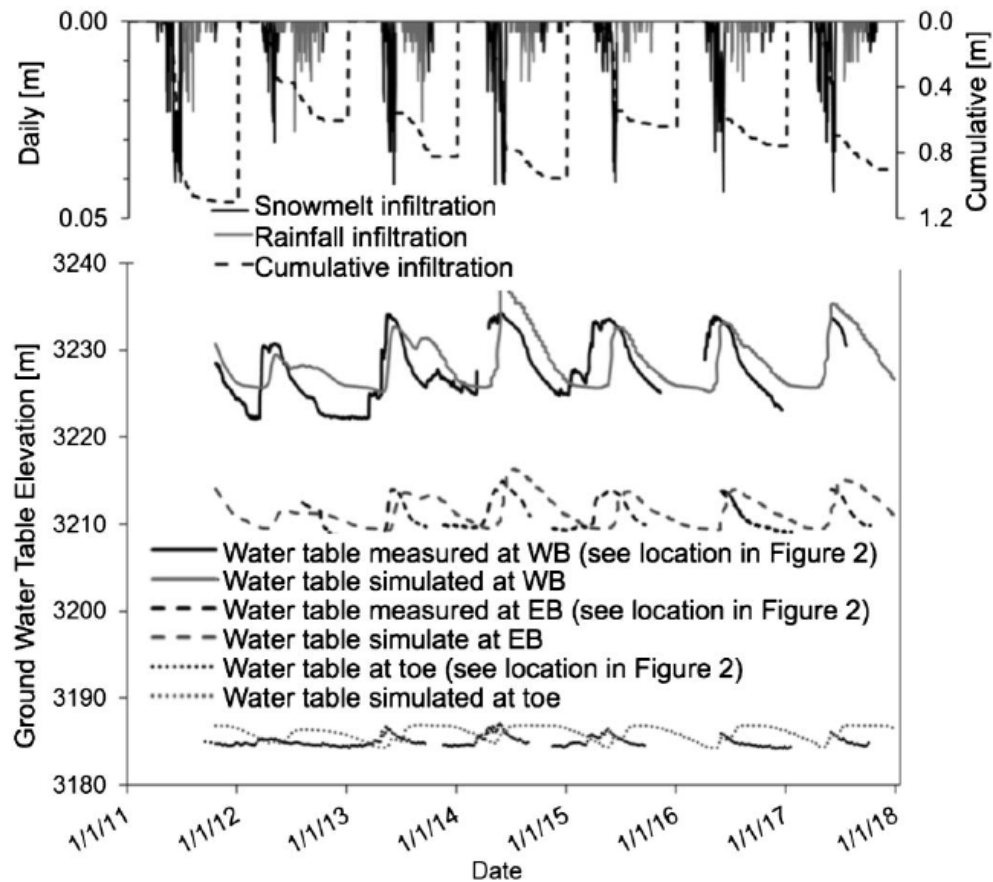 0.00
0.05
Daily [m]
0.0
0.4
0.8
1.2
Cumulative [m]
Snowmelt infiltration
Rainfall infiltration
Cumulative infiltration
3240
3230
3220
3210
3200
3190
3180
Ground Water Table Elevation [m]
Water table measured at WB (see location in Figure 2)
Water table simulated at WB
Water table measured at EB (see location in Figure 2)
Water table simulate at EB
Water table at toe (see location in Figure 2)
Water table simulated at toe
1/1/11
1/1/12
1/1/13
1/1/14
1/1/15
1/1/16
1/1/17
1/1/18
Date